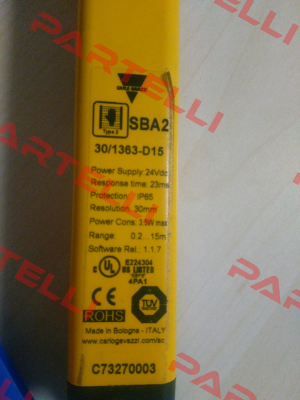 CARLO GAVAZZI
Type 2
SBA2
30/1363-D15
Power Supply: 24Vdc
Response time: 23ms
Protection: IP65
Resolution: 30mm
Power Cons: 3.5W max
Range: 0.2...15m
Software Rel.: 1.1.7
E224304
C UL US LISTED
4PA1
CE
TÜV
ROHS
Made in Bologna - ITALY
www.carlogavazzi.com/ac
C73270003
PARTELLI
PARTELLI
PARTELLI
PARTELLI
PARTELLI